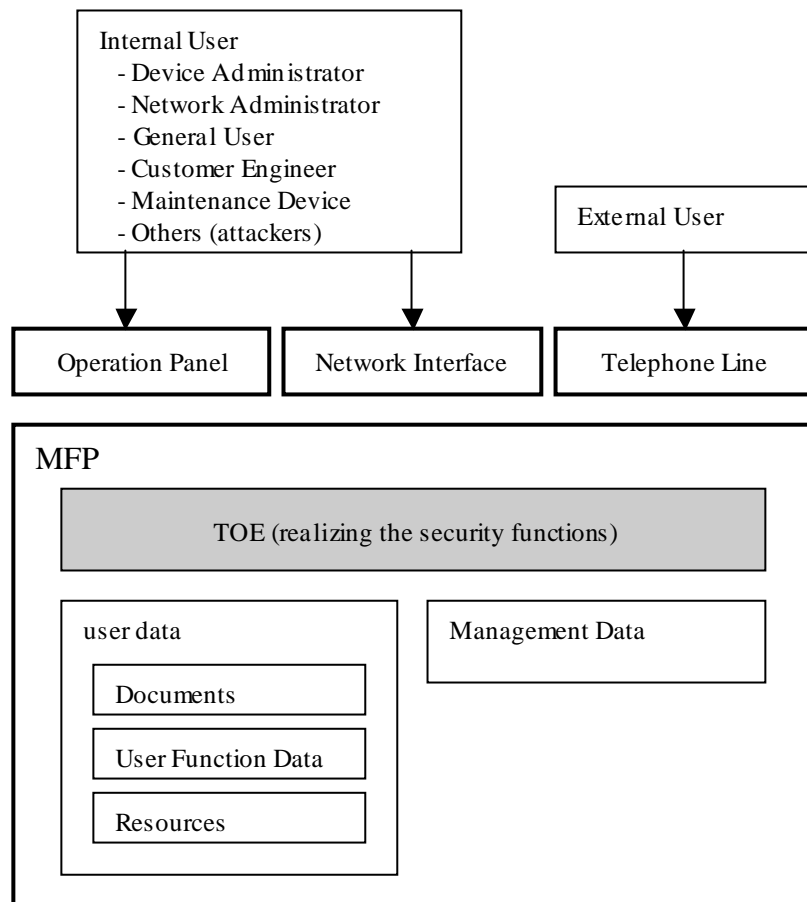 Internal User
- Device Administrator
- Network Administrator
- General User
- Customer Engineer
- Maintenance Device
- Others (attackers)
External User
Operation Panel
Network Interface
Telephone Line
MFP
TOE (realizing the security functions)
user data
Management Data
Documents
User Function Data
Resources